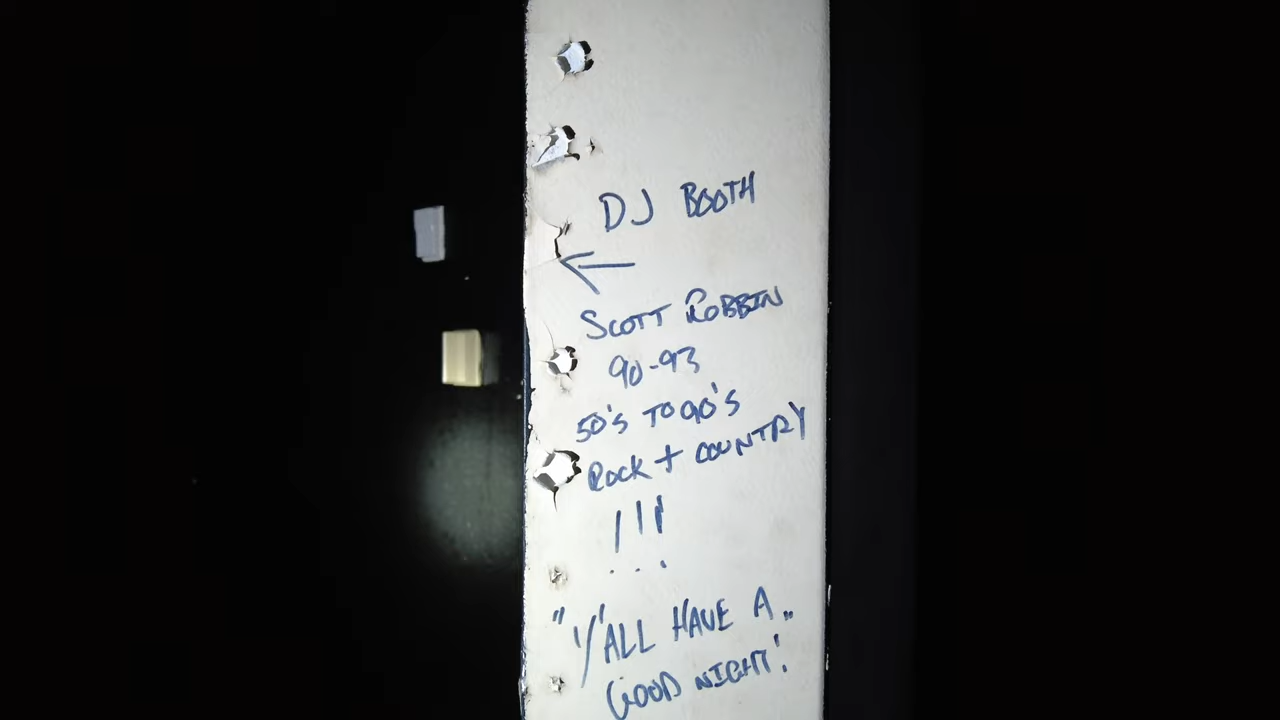 DJ BOOTH
←
SCOTT ROBBIN
90-93
50'S TO 90'S
ROCK + COUNTRY
!!!
"Y'ALL HAVE A..
GOOD NIGHT'.